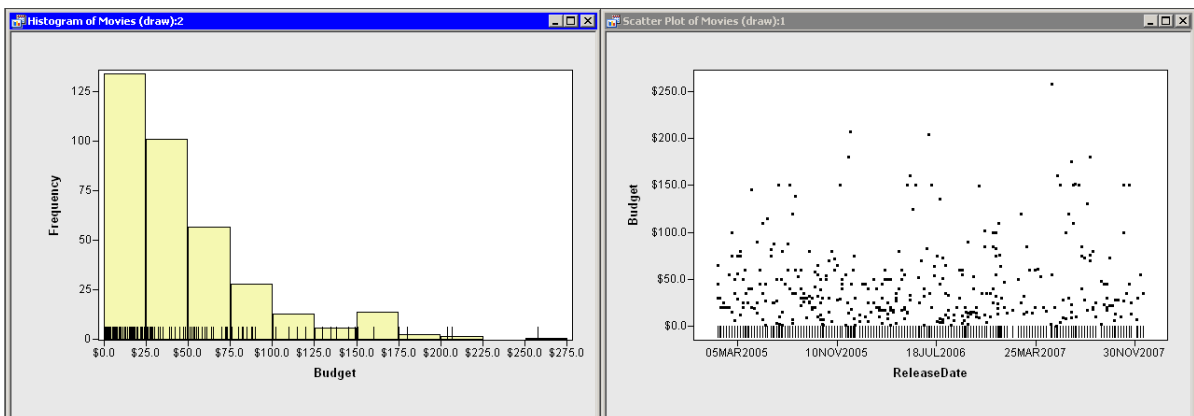 Histogram of Movies (draw):2
Frequency
125
100
75
50
25
0
$0.0 $25.0 $50.0 $75.0 $100.0 $125.0 $150.0 $175.0 $200.0 $225.0 $250.0 $275.0
Budget
Scatter Plot of Movies (draw):1
Budget
$250.0
$200.0
$150.0
$100.0
$50.0
$0.0
05MAR2005 10NOV2005 18JUL2006 25MAR2007 30NOV2007
ReleaseDate